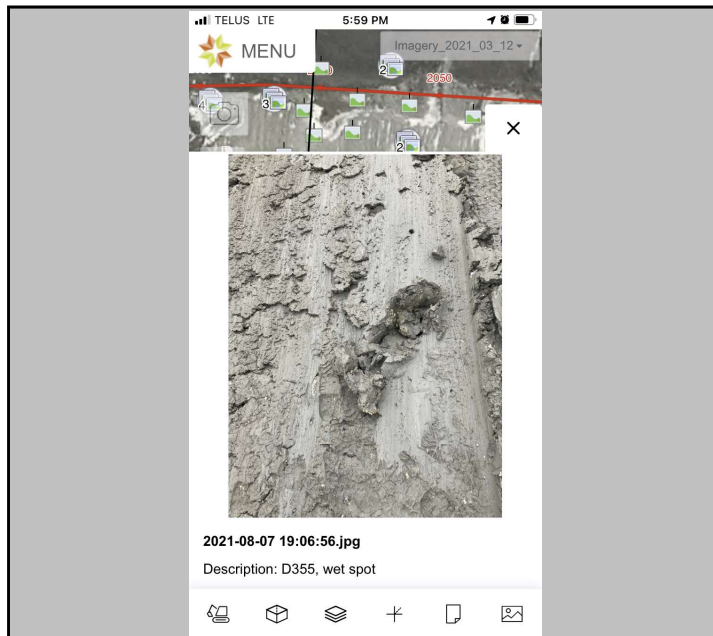 TELUS LTE 5:59 PM
MENU
Imagery_2021_03_12
2
2050
4
3
2
2021-08-07 19:06:56.jpg
Description: D355, wet spot